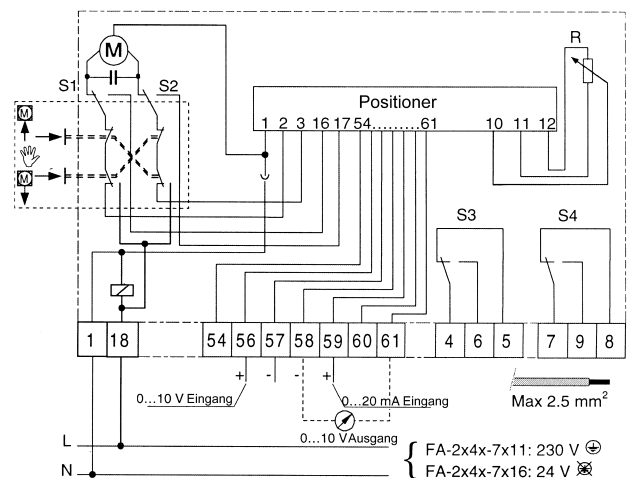 M
R
S1 S2
Positioner
1 2 3 16 17 54.........61 10 11 12
M
M
S3 S4
1 18 54 56 57 58 59 60 61 4 6 5 7 9 8
+ - - +
0...10 V Eingang 0...20 mA Eingang
Max 2.5 mm²
0...10 V Ausgang
L
FA-2x4x-7x11: 230 V
N
FA-2x4x-7x16: 24 V